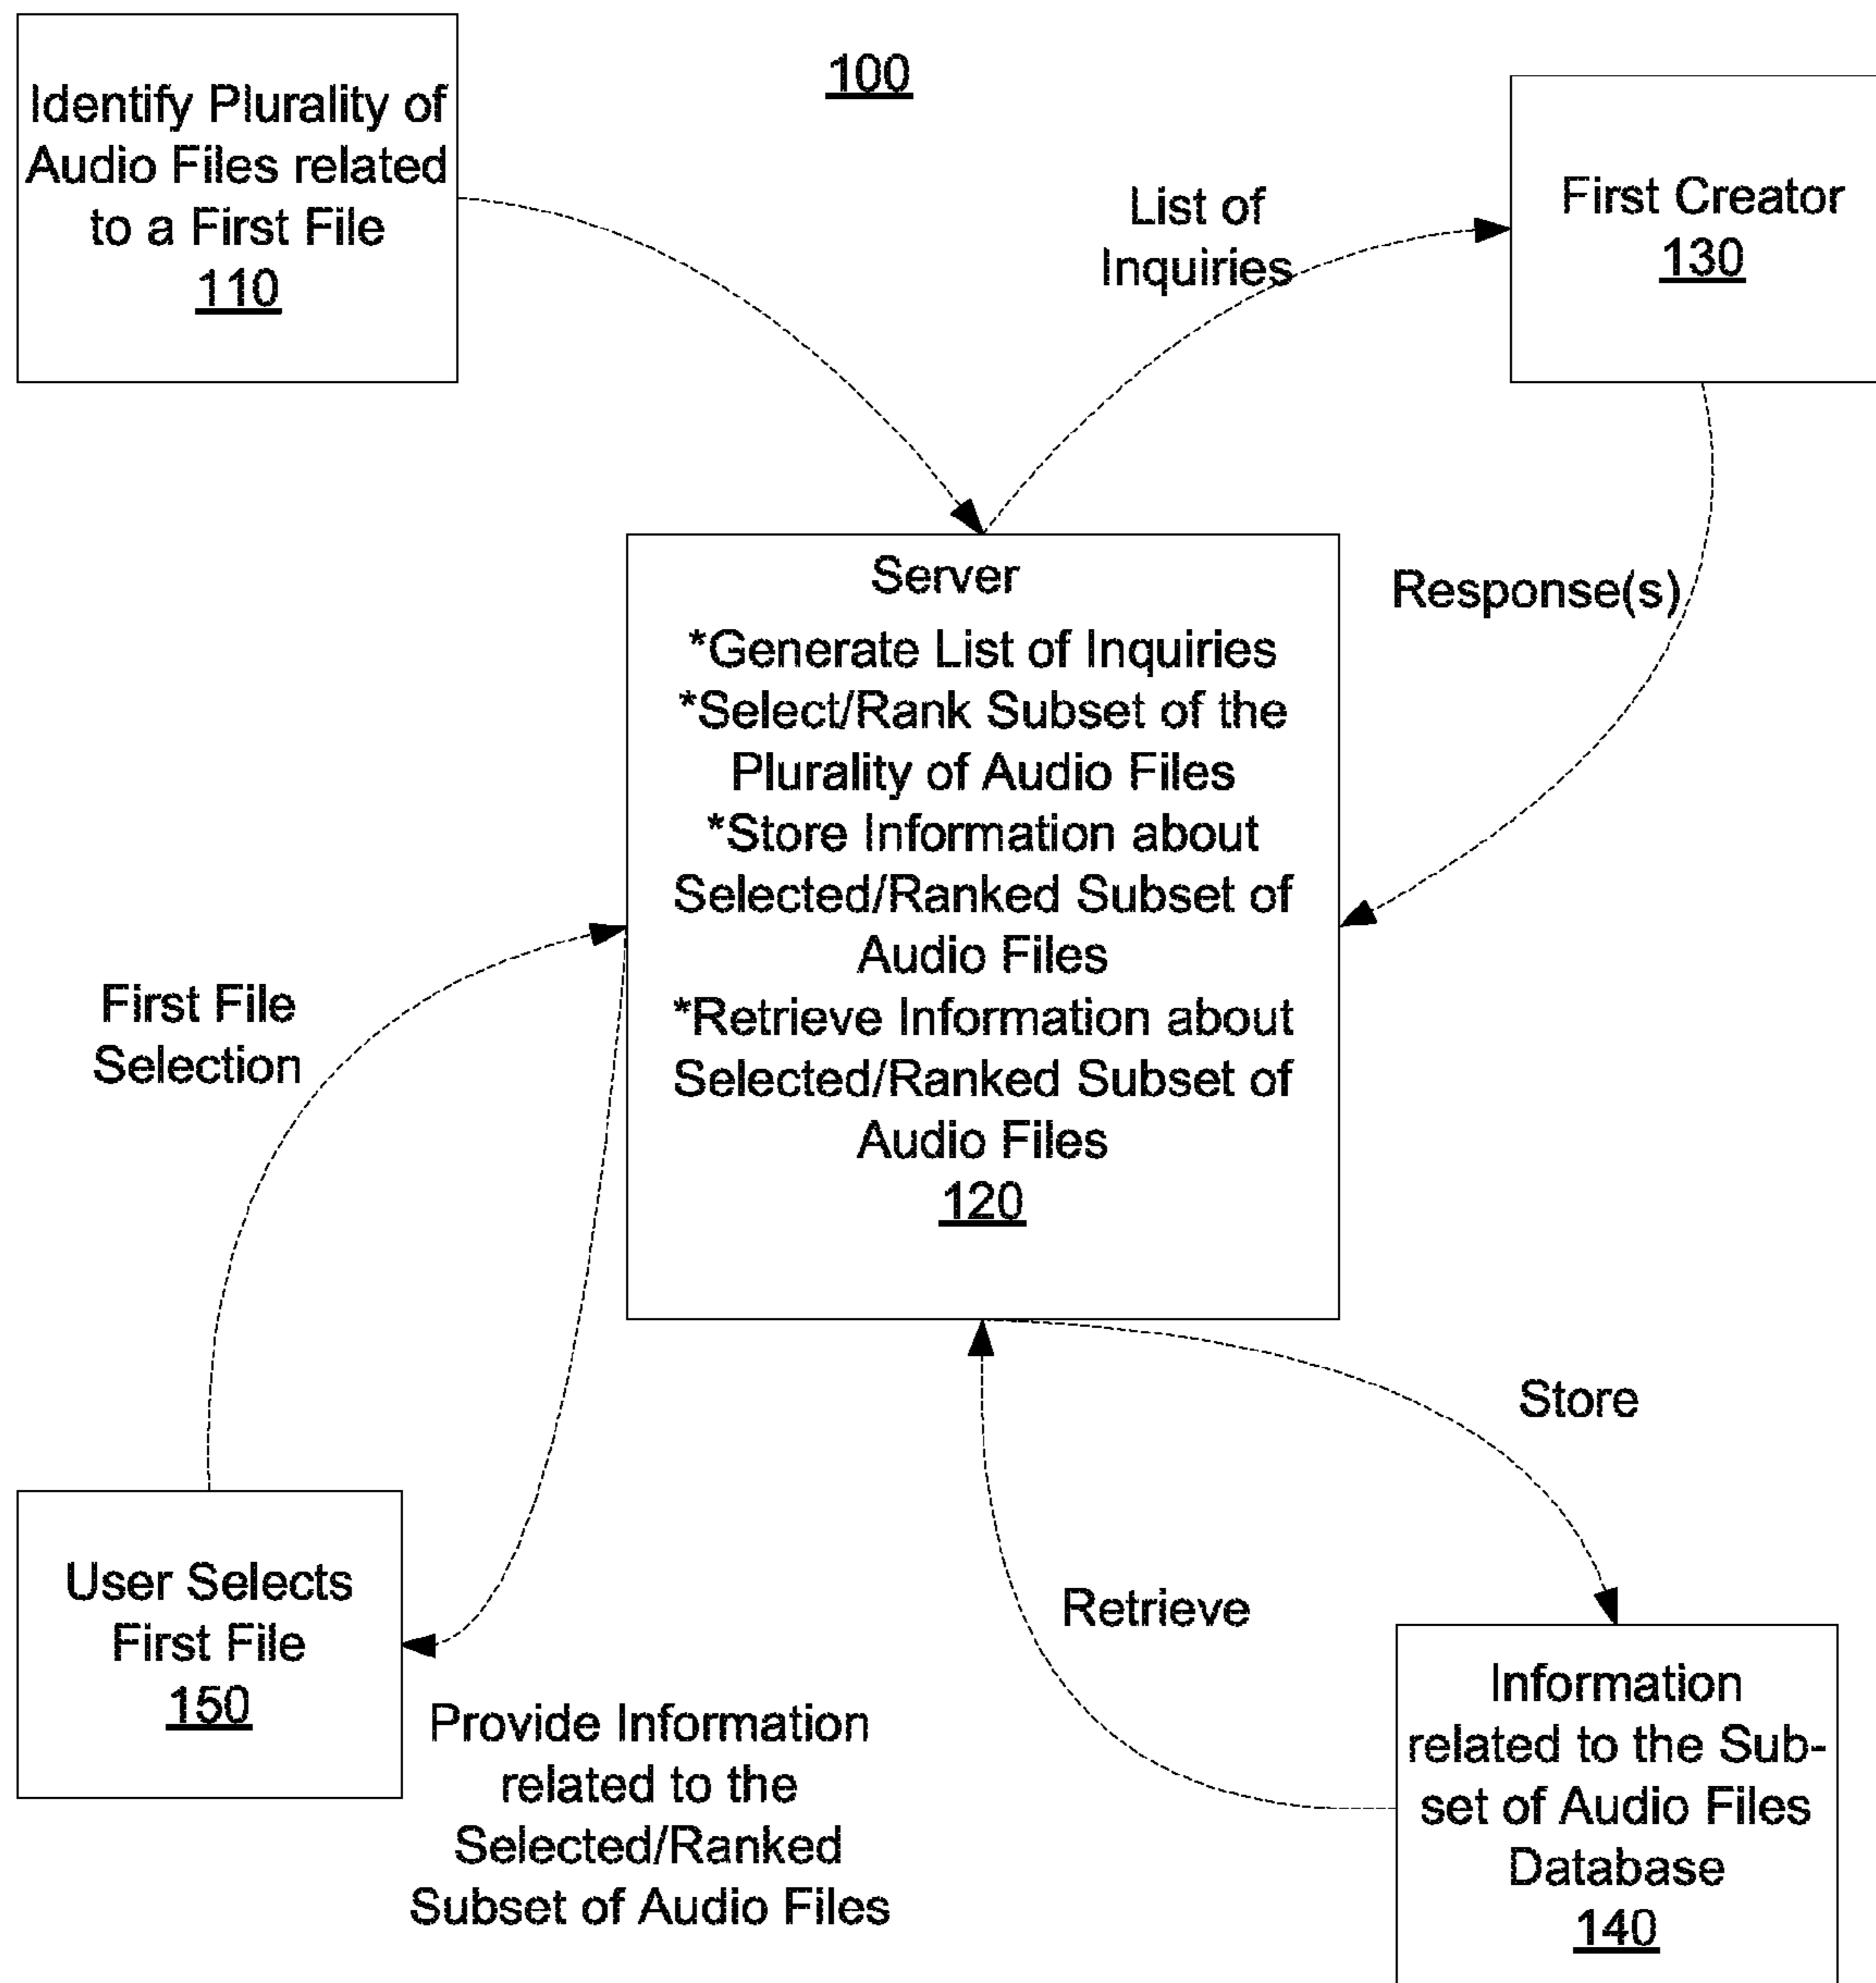 100
Identify Plurality of
Audio Files related
to a First File
110
List of
Inquiries
First Creator
130
Response(s)
Server
*Generate List of Inquiries
*Select/Rank Subset of the
Plurality of Audio Files
*Store Information about
Selected/Ranked Subset of
Audio Files
*Retrieve Information about
Selected/Ranked Subset of
Audio Files
120
First File
Selection
User Selects
First File
150
Provide Information
related to the
Selected/Ranked
Subset of Audio Files
Store
Retrieve
Information
related to the Sub-
set of Audio Files
Database
140